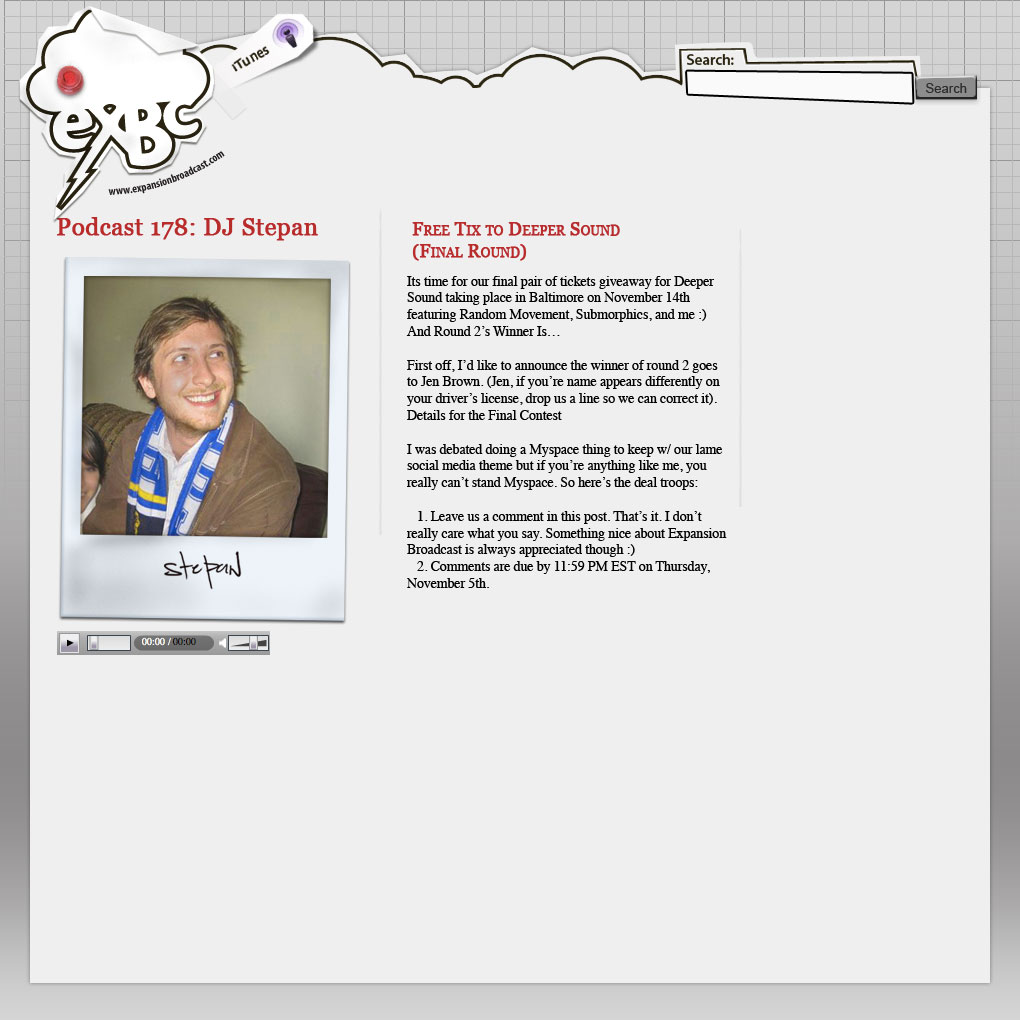 iTunes
Search:
Search
exBC
www.expansionbroadcast.com
Podcast 178: DJ Stepan
stepan
00:00 / 00:00
Free Tix to Deeper Sound
(Final Round)
Its time for our final pair of tickets giveaway for Deeper
Sound taking place in Baltimore on November 14th
featuring Random Movement, Submorphics, and me :)
And Round 2’s Winner Is…
First off, I’d like to announce the winner of round 2 goes
to Jen Brown. (Jen, if you’re name appears differently on
your driver’s license, drop us a line so we can correct it).
Details for the Final Contest
I was debated doing a Myspace thing to keep w/ our lame
social media theme but if you’re anything like me, you
really can’t stand Myspace. So here’s the deal troops:
1. Leave us a comment in this post. That’s it. I don’t
really care what you say. Something nice about Expansion
Broadcast is always appreciated though :)
2. Comments are due by 11:59 PM EST on Thursday,
November 5th.